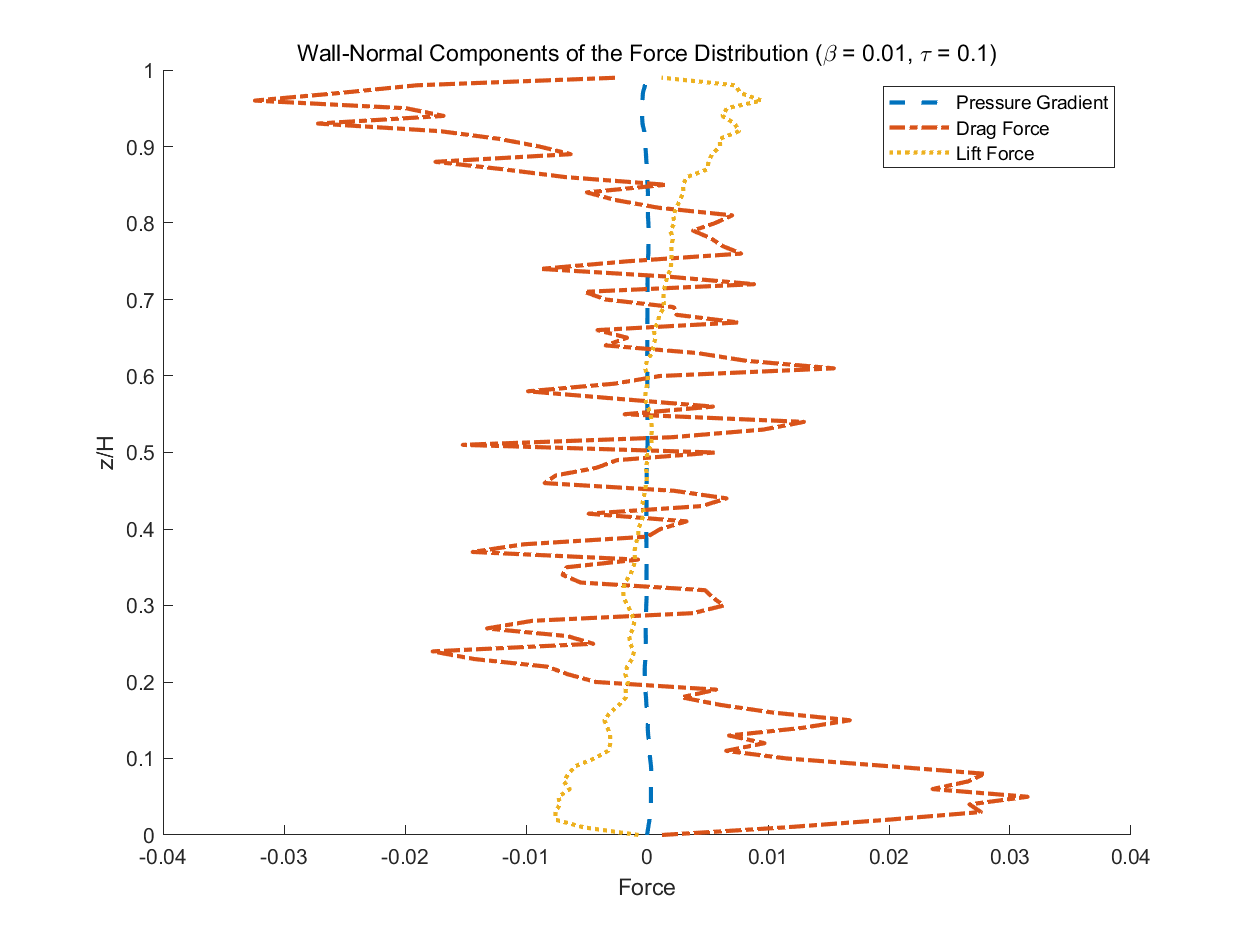 Wall-Normal Components of the Force Distribution (β = 0.01, τ = 0.1)
Pressure Gradient
Drag Force
Lift Force
1
0.9
0.8
0.7
0.6
0.5
0.4
0.3
0.2
0.1
0
z/H
-0.04 -0.03 -0.02 -0.01 0 0.01 0.02 0.03 0.04
Force